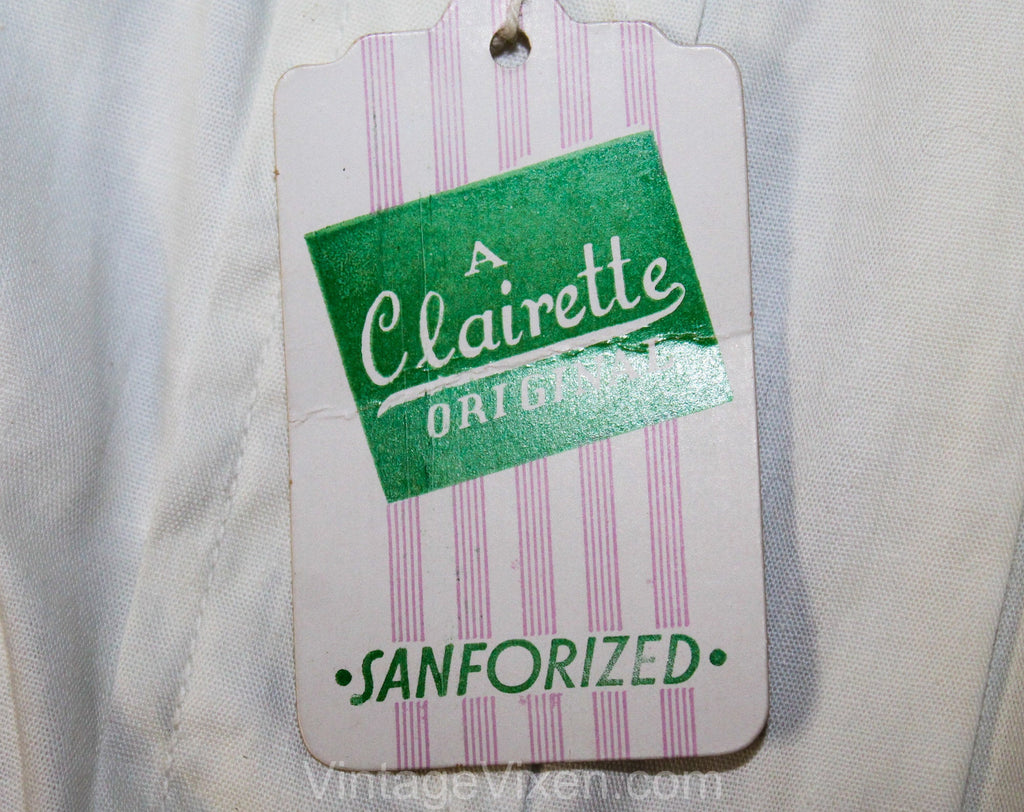 A
Clairette
ORIGINAL
•SANFORIZED•
VintageVixen.com